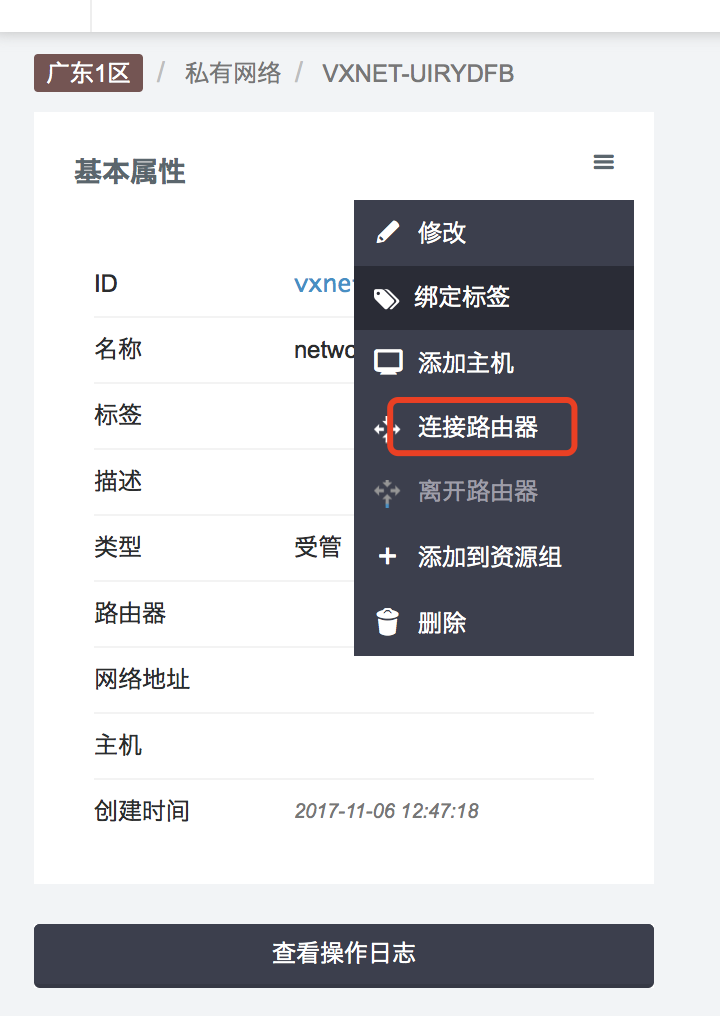 广东1区 / 私有网络 / VXNET-UIRYDFB
基本属性
修改
绑定标签
添加主机
连接路由器
离开路由器
添加到资源组
删除
ID vxnet
名称 netwo
标签
描述
类型 受管
路由器
网络地址
主机
创建时间 2017-11-06 12:47:18
查看操作日志